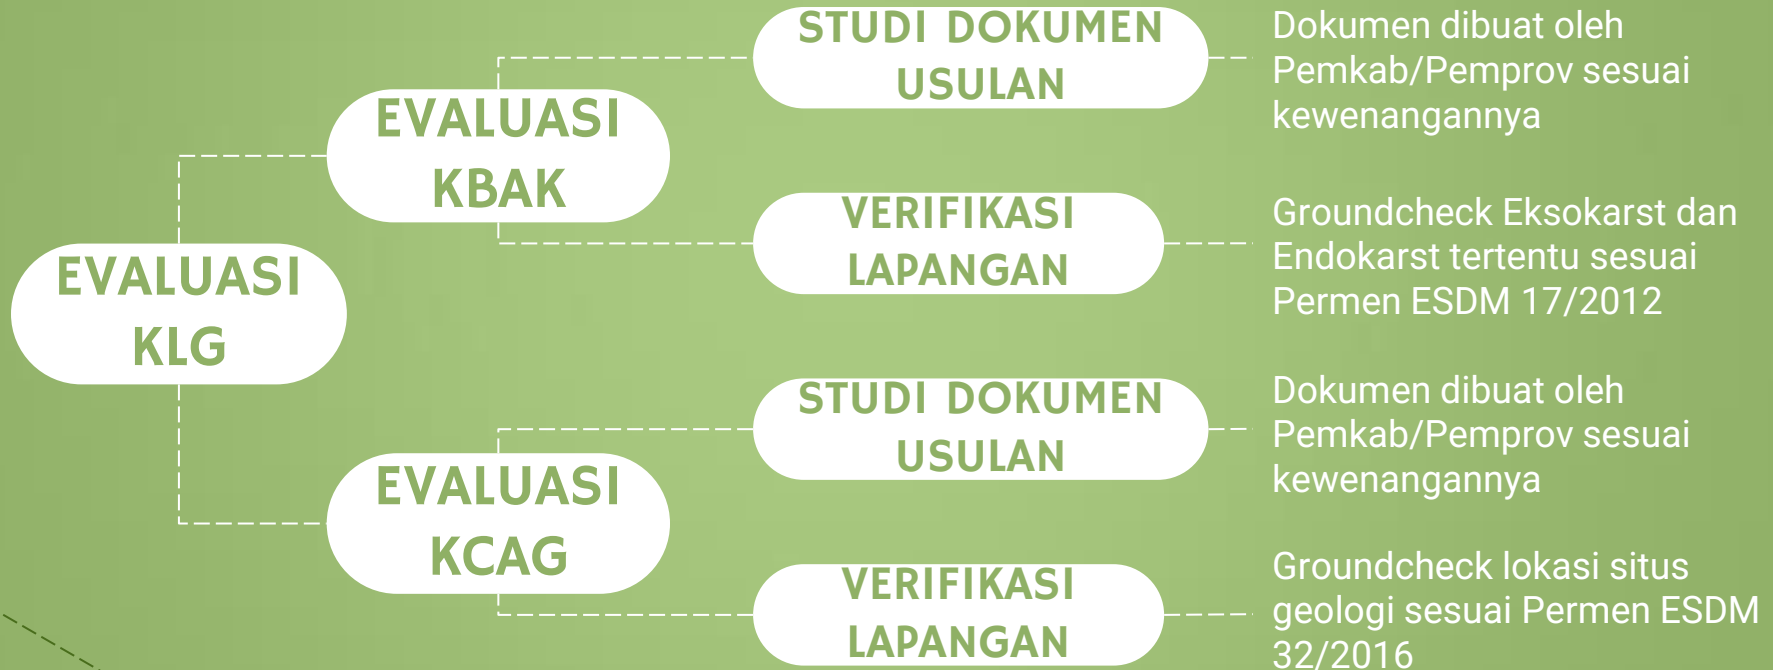 EVALUASI
KLG
EVALUASI
KBAK
STUDI DOKUMEN
USULAN
Dokumen dibuat oleh
Pemkab/Pemprov sesuai
kewenangannya
VERIFIKASI
LAPANGAN
Groundcheck Eksokarst dan
Endokarst tertentu sesuai
Permen ESDM 17/2012
EVALUASI
KCAG
STUDI DOKUMEN
USULAN
Dokumen dibuat oleh
Pemkab/Pemprov sesuai
kewenangannya
VERIFIKASI
LAPANGAN
Groundcheck lokasi situs
geologi sesuai Permen ESDM
32/2016